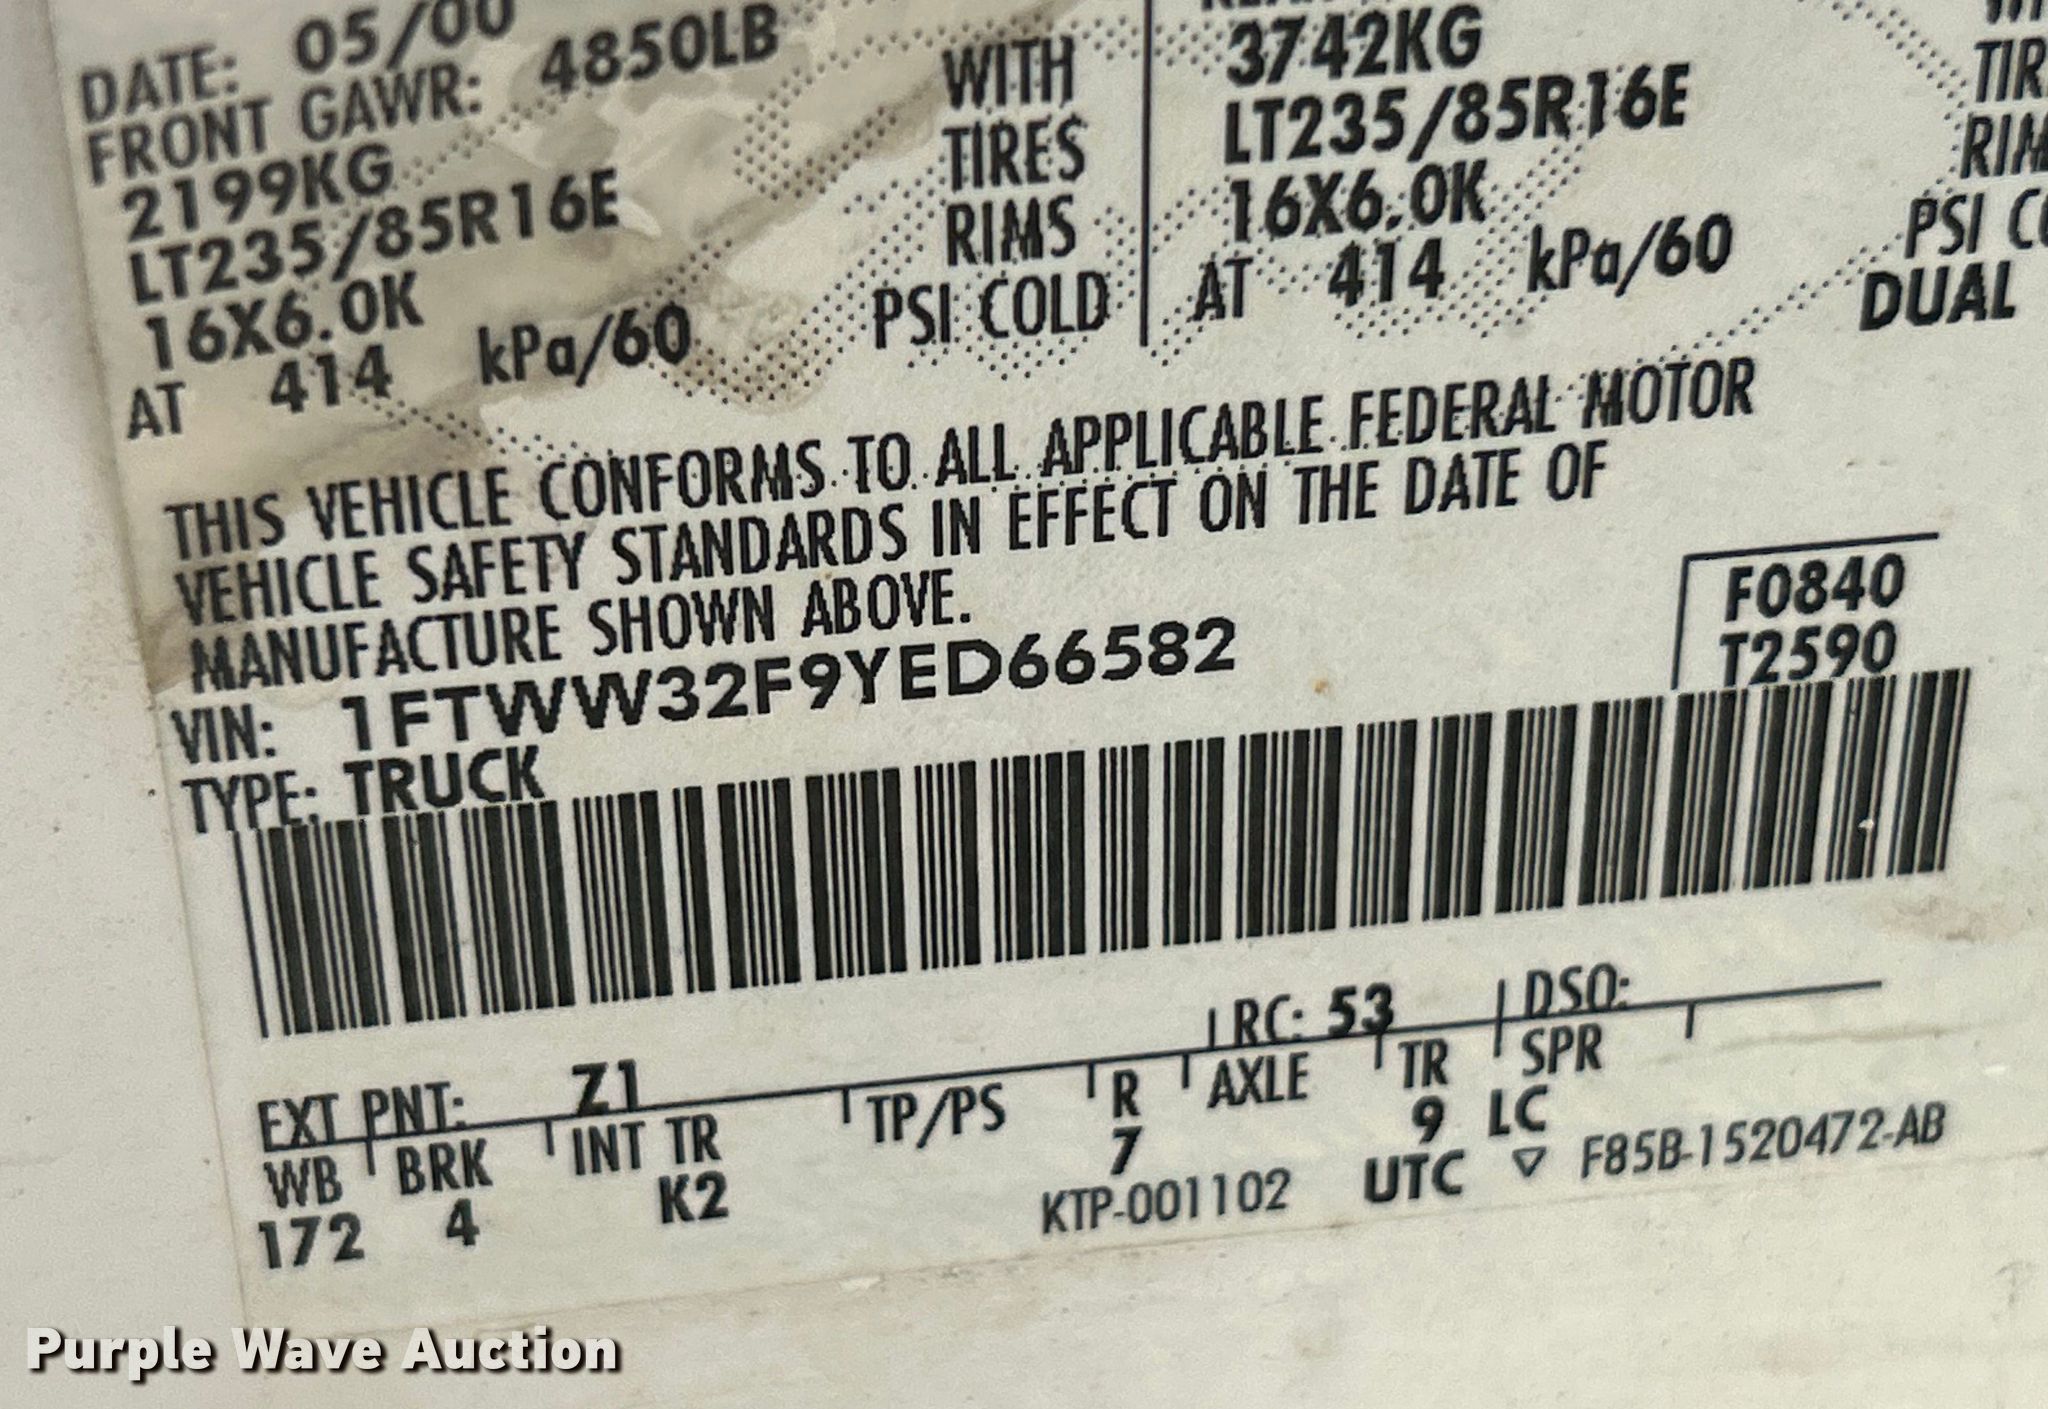 DATE: 05/00
FRONT GAWR: 4850LB
2199KG WITH
LT235/85R16E TIRES
16X6.0K RIMS
AT 414 kPa/60 PSI COLD
3742KG
LT235/85R16E
16X6.0K
AT 414 kPa/60 PSI
DUAL
THIS VEHICLE CONFORMS TO ALL APPLICABLE FEDERAL MOTOR
VEHICLE SAFETY STANDARDS IN EFFECT ON THE DATE OF
MANUFACTURE SHOWN ABOVE.
F0840
T2590
VIN: 1FTWW32F9YED66582
TYPE: TRUCK
EXT PNT: Z1 RC: 53 DSO:
WB BRK INT TR TP/PS R AXLE TR SPR
172 4 K2 7 9 LC
KTP-001102 UTC ▽ F85B-1520472-AB
Purple Wave Auction